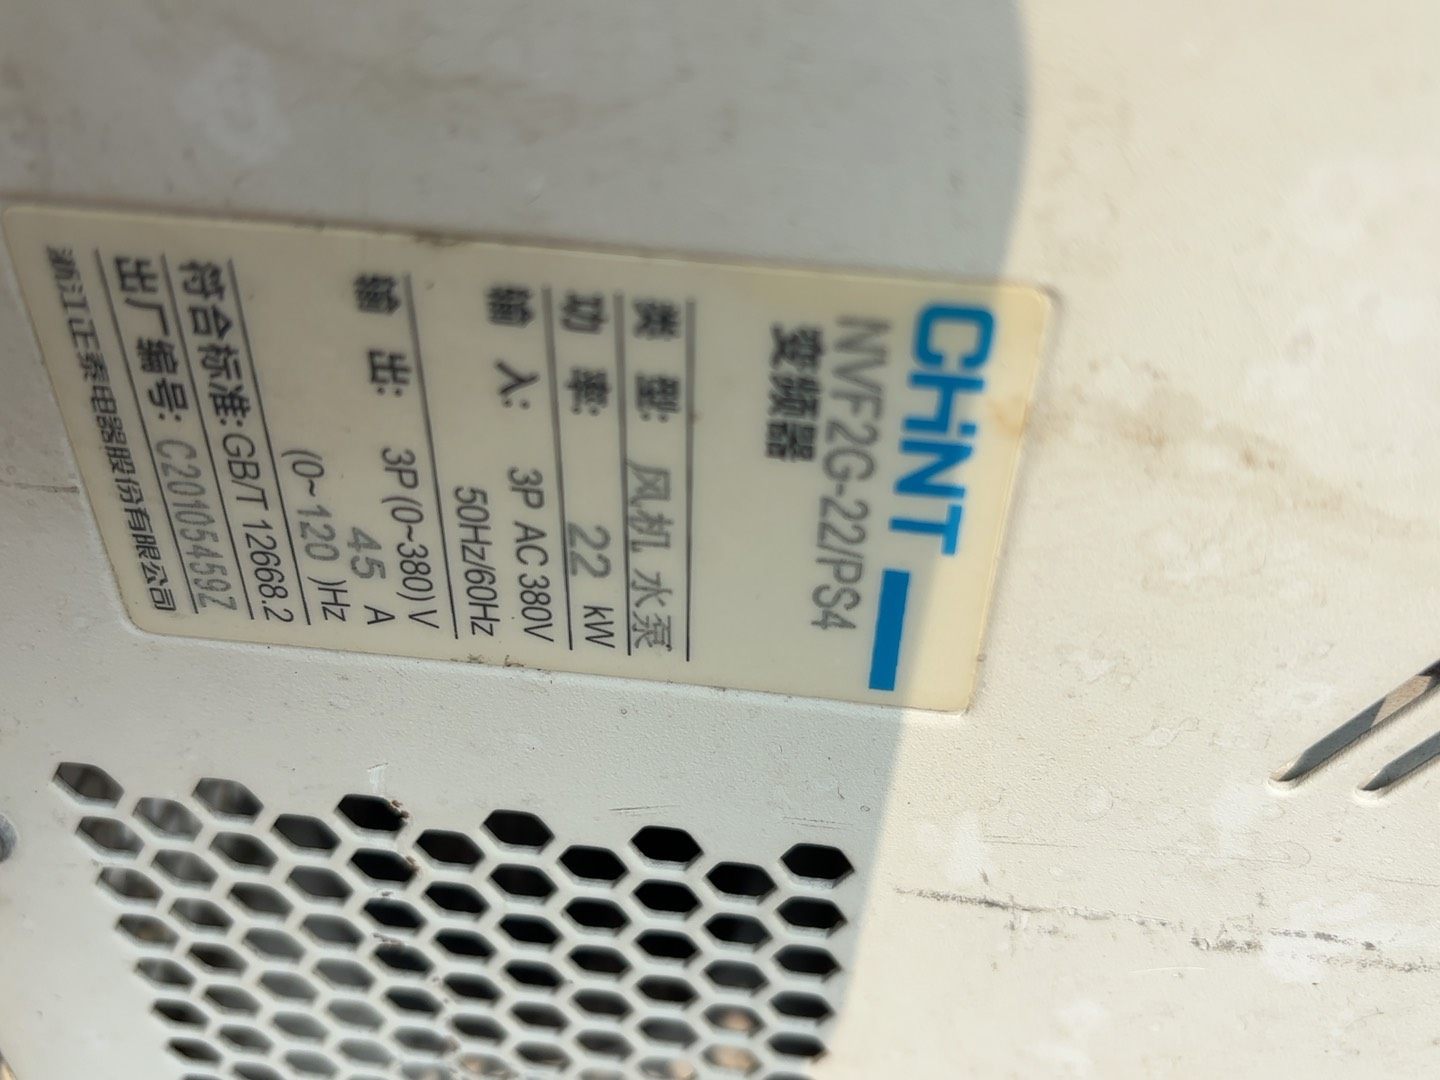 CHiNT
NVF2G-22/PS4
变频器
类 型: 风机 水泵
功 率: 22 kW
输 入: 3P AC 380V
50Hz/60Hz
输 出: 3P (0~380) V
45 A
(0~120 )Hz
符合标准: GB/T 12668.2
出厂编号: C20105459Z
浙江正泰电器股份有限公司